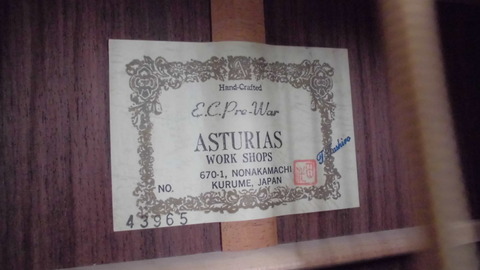 Hand-Crafted
E.C.Pre-War
ASTURIAS
WORK SHOPS
670-1, NONAKAMACHI
KURUME, JAPAN
NO.
43965